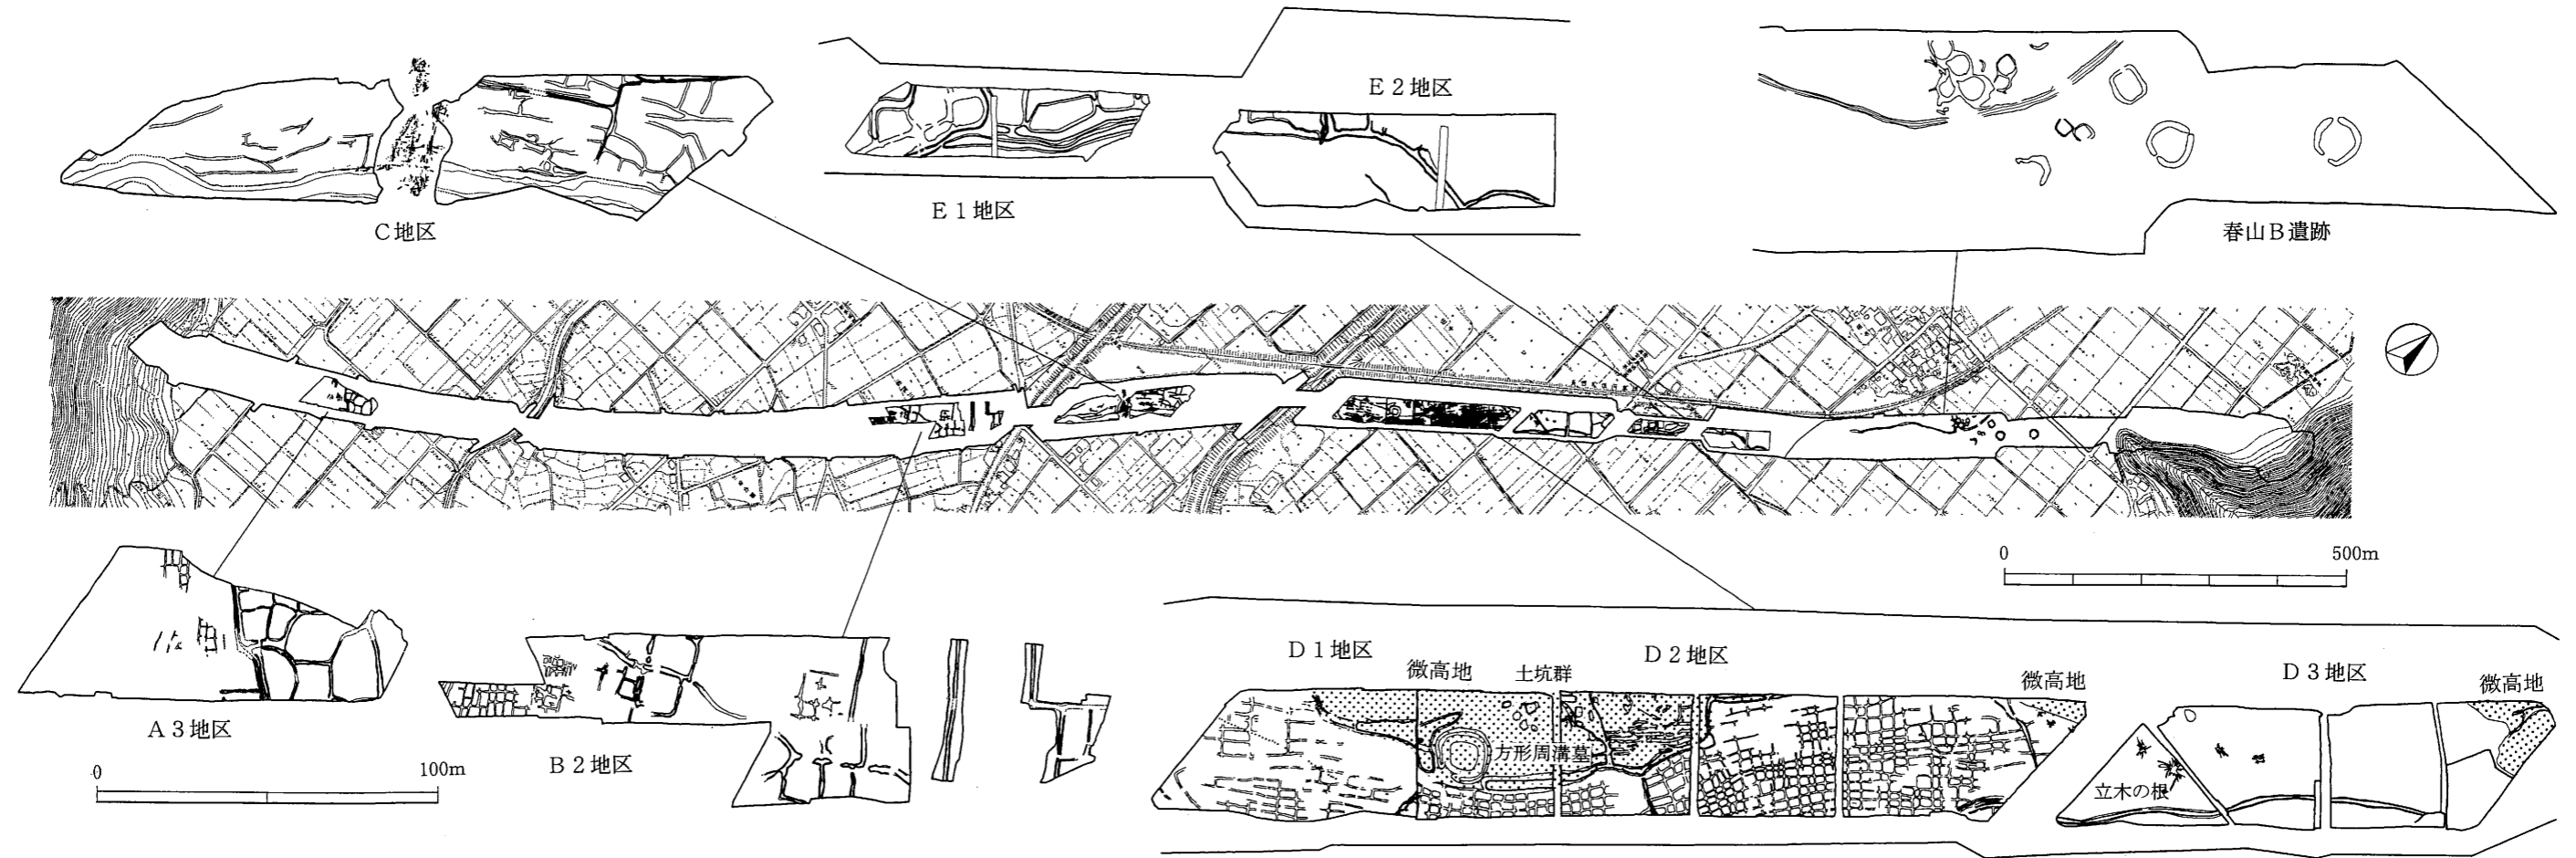 E2地区
C地区
E1地区
春山B遺跡
0 500m
A3地区
0 100m
B2地区
D1地区
微高地
土坑群
D2地区
方形周溝墓
微高地
D3地区
微高地
立木の根